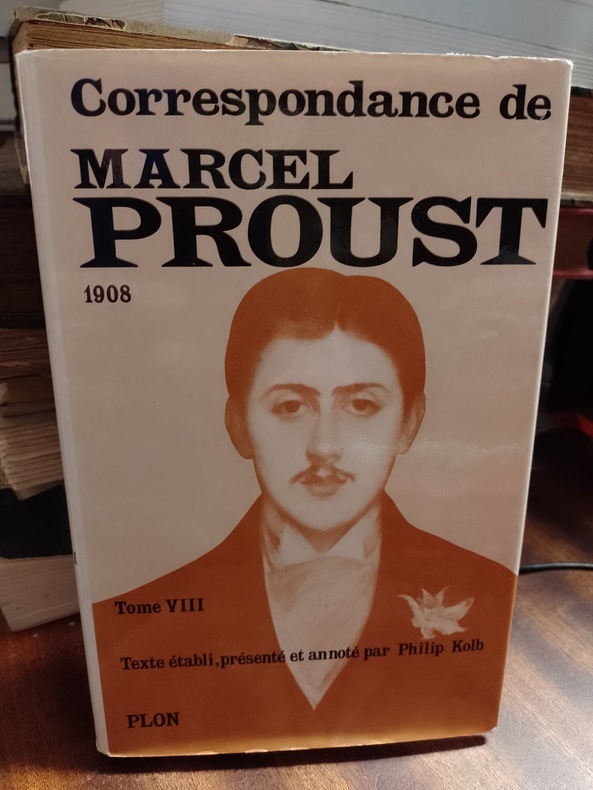 Correspondance de
MARCEL
PROUST
1908
Tome VIII
Texte établi, présenté et annoté par Philip Kolb
PLON